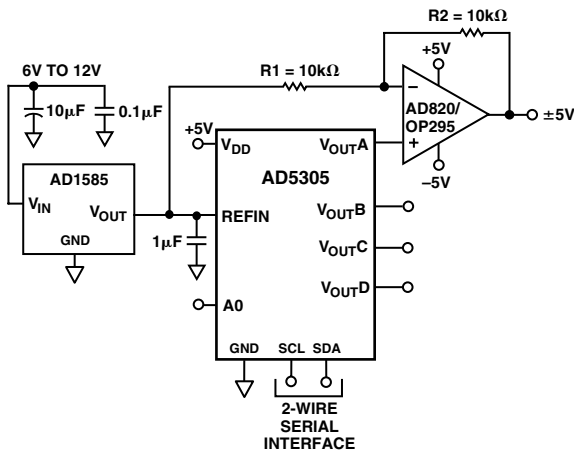 R2 = 10kΩ
6V TO 12V
R1 = 10kΩ
+5V
10μF
0.1μF
AD820/
OP295
−
+
±5V
–5V
+5V
VDD
VOUTA
AD1585
AD5305
VIN
VOUT
REFIN
VOUTB
GND
1μF
VOUTC
VOUTD
A0
GND
SCL
SDA
2-WIRE
SERIAL
INTERFACE